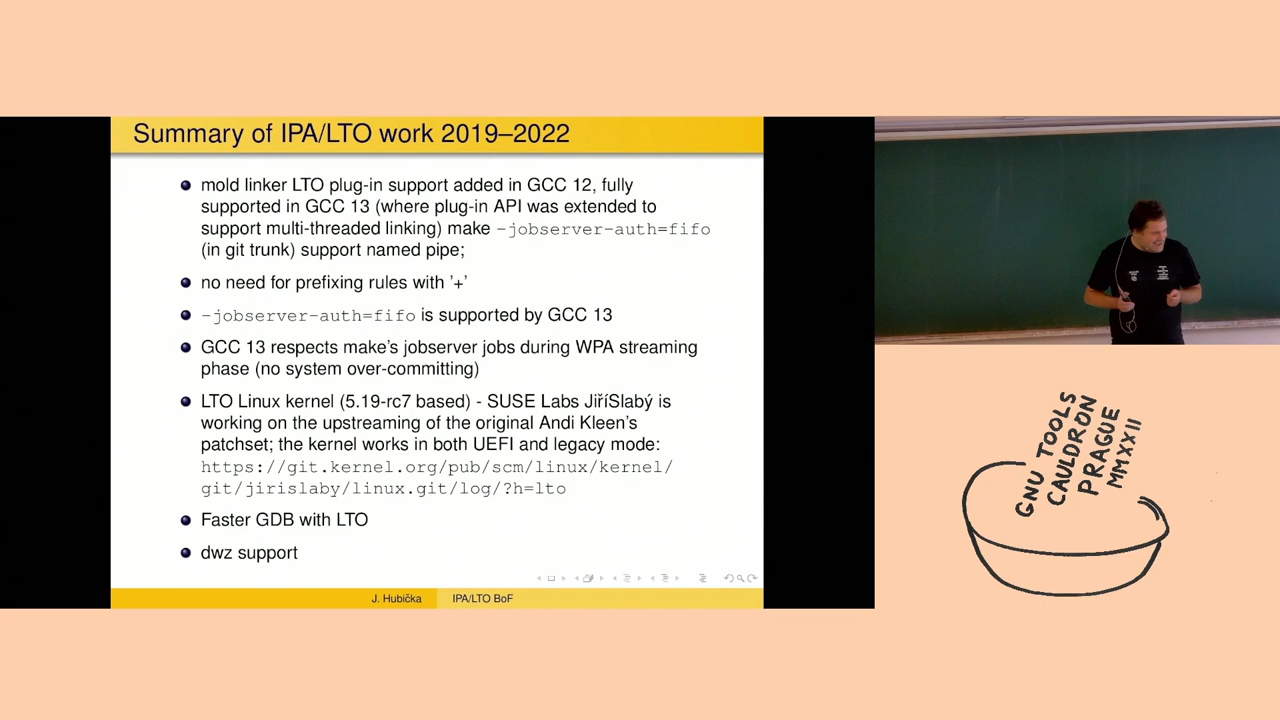 Summary of IPA/LTO work 2019–2022
mold linker LTO plug-in support added in GCC 12, fully
supported in GCC 13 (where plug-in API was extended to
support multi-threaded linking) make -jobserver-auth=fifo
(in git trunk) support named pipe;
no need for prefixing rules with '+'
-jobserver-auth=fifo is supported by GCC 13
GCC 13 respects make's jobserver jobs during WPA streaming
phase (no system over-committing)
LTO Linux kernel (5.19-rc7 based) - SUSE Labs JiříSlabý is
working on the upstreaming of the original Andi Kleen's
patchset; the kernel works in both UEFI and legacy mode:
https://git.kernel.org/pub/scm/linux/kernel/
git/jirislaby/linux.git/log/?h=lto
Faster GDB with LTO
dwz support
J. Hubička
IPA/LTO BoF
GNU TOOLS
CAULDRON
PRAGUE
MMXXII